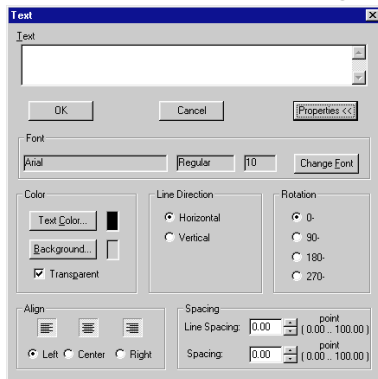 Text
Text
OK Cancel Properties <<
Font
Arial Regular 10 Change Font
Color Line Direction Rotation
Text Color... Horizontal 0-
Background... Vertical 90-
Transparent 180-
270-
Align Spacing
Line Spacing: 0.00 point ( 0.00 .. 100.00 )
Left Center Right Spacing: 0.00 point ( 0.00 .. 100.00 )